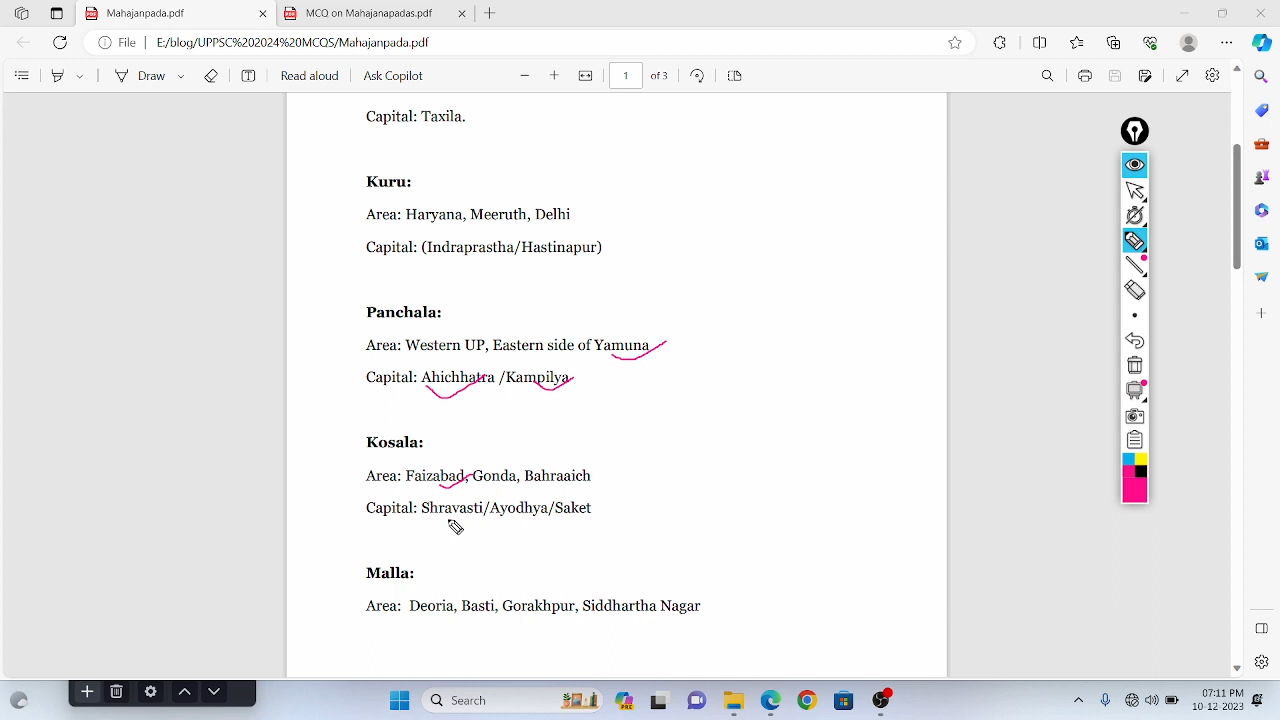 Mahajanpada.pdf
MCQ on Mahajanapadas.pdf
File E:/blog/UPPSC%202024%20MCQS/Mahajanpada.pdf
Draw Read aloud Ask Copilot 1 of 3
Capital: Taxila.
Kuru:
Area: Haryana, Meeruth, Delhi
Capital: (Indraprastha/Hastinapur)
Panchala:
Area: Western UP, Eastern side of Yamuna
Capital: Ahichhatra /Kampilya
Kosala:
Area: Faizabad, Gonda, Bahraaich
Capital: Shravasti/Ayodhya/Saket
Malla:
Area: Deoria, Basti, Gorakhpur, Siddhartha Nagar
Search
07:11 PM
10-12-2023